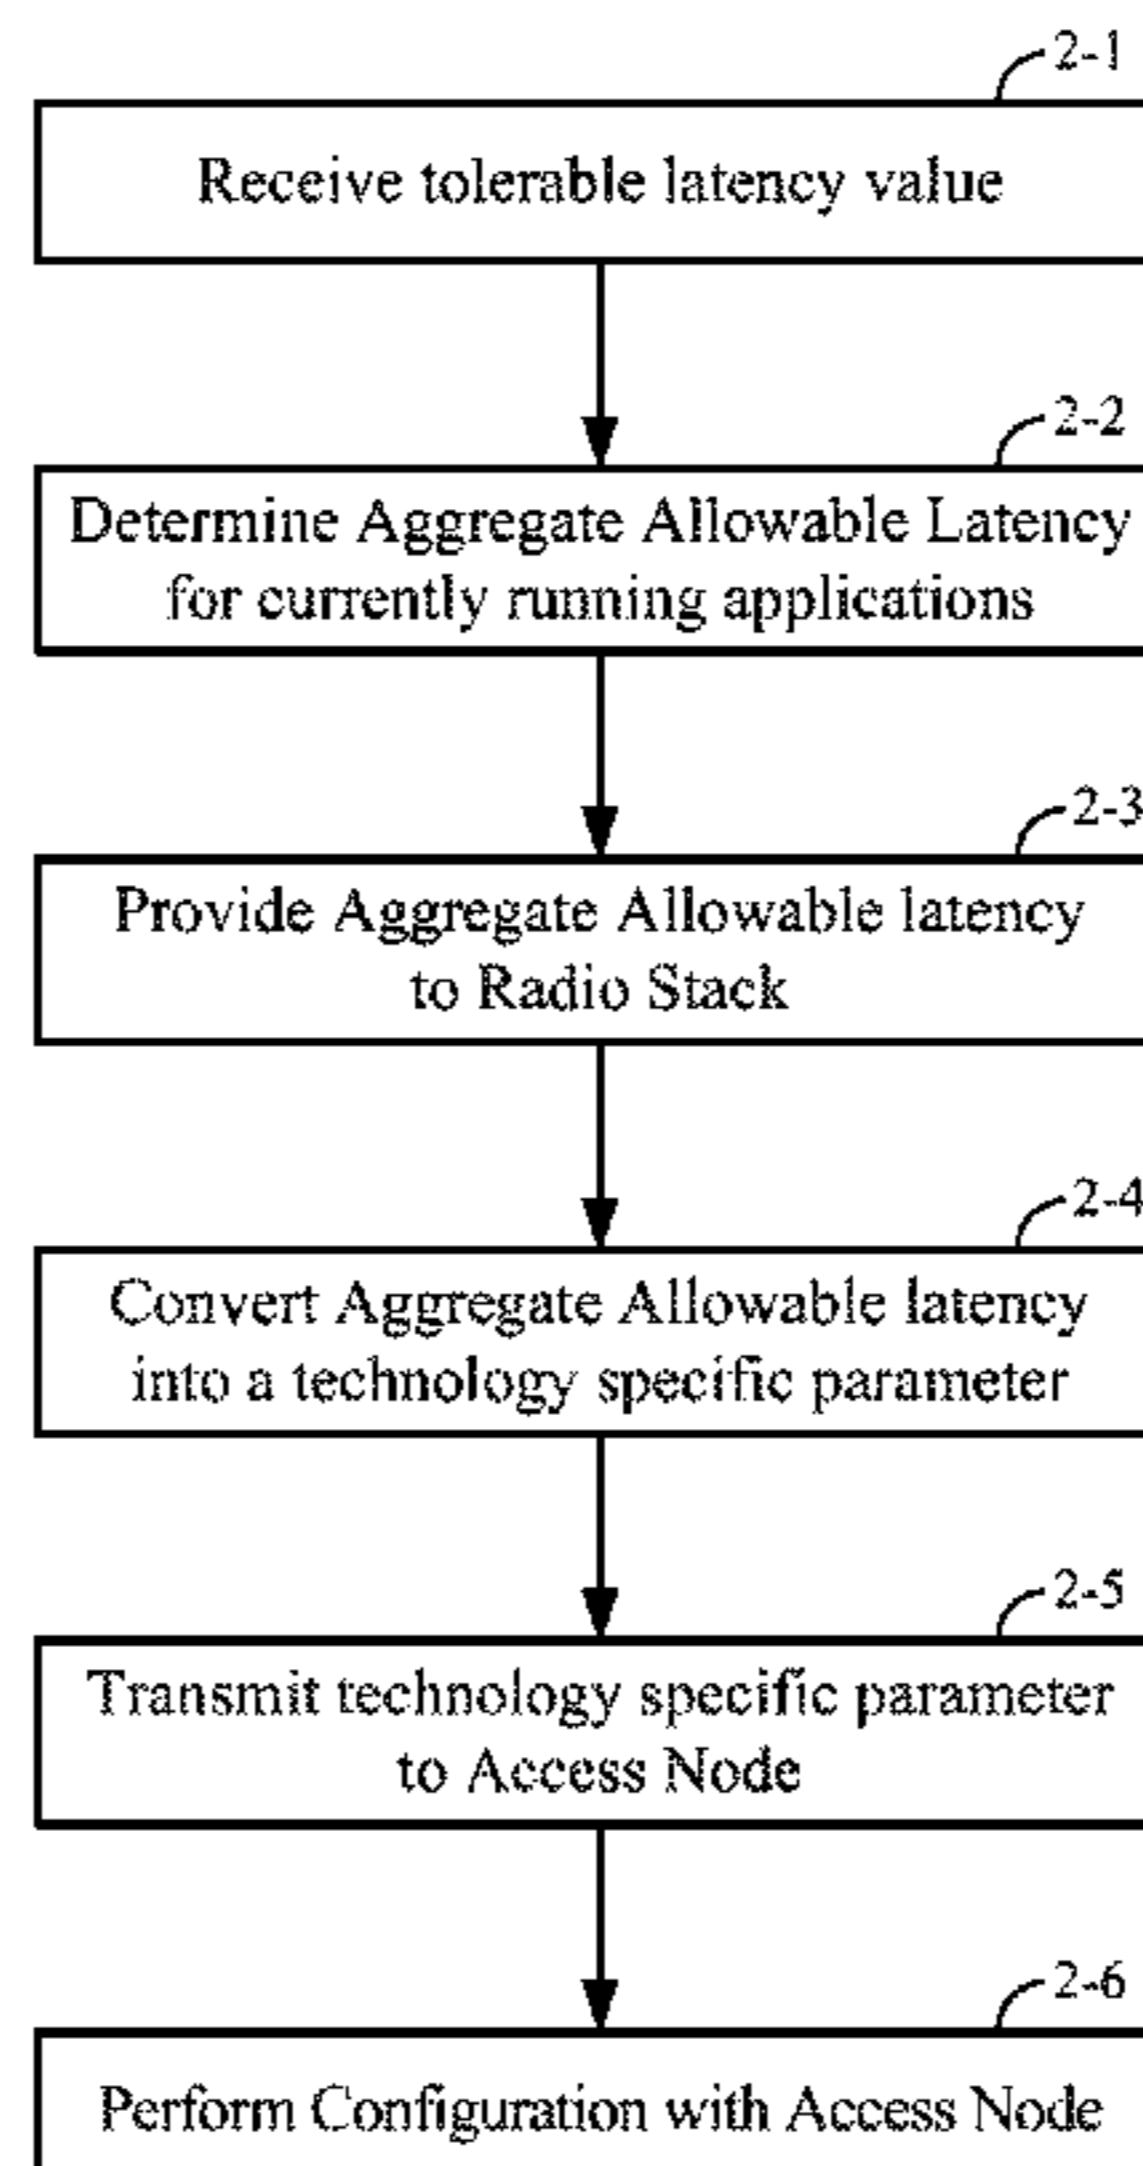 2-1
Receive tolerable latency value
2-2
Determine Aggregate Allowable Latency
for currently running applications
2-3
Provide Aggregate Allowable latency
to Radio Stack
2-4
Convert Aggregate Allowable latency
into a technology specific parameter
2-5
Transmit technology specific parameter
to Access Node
2-6
Perform Configuration with Access Node